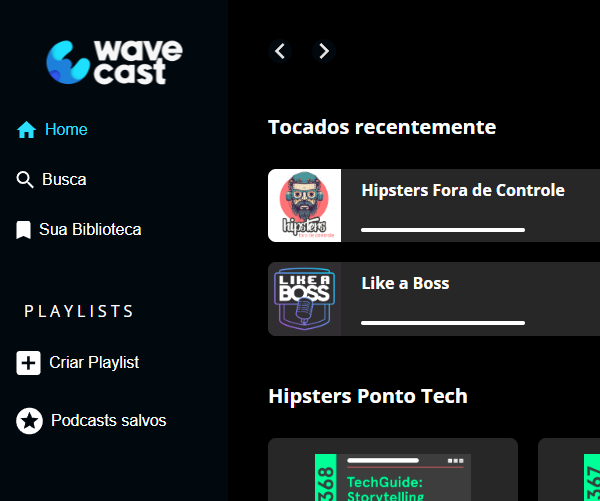 wave
cast
Home
Busca
Sua Biblioteca
PLAYLISTS
Criar Playlist
Podcasts salvos
Tocados recentemente
hipsters
Hipsters Fora de Controle
LIKE A
BOSS
Like a Boss
Hipsters Ponto Tech
368
TechGuide:
Storytelling
367